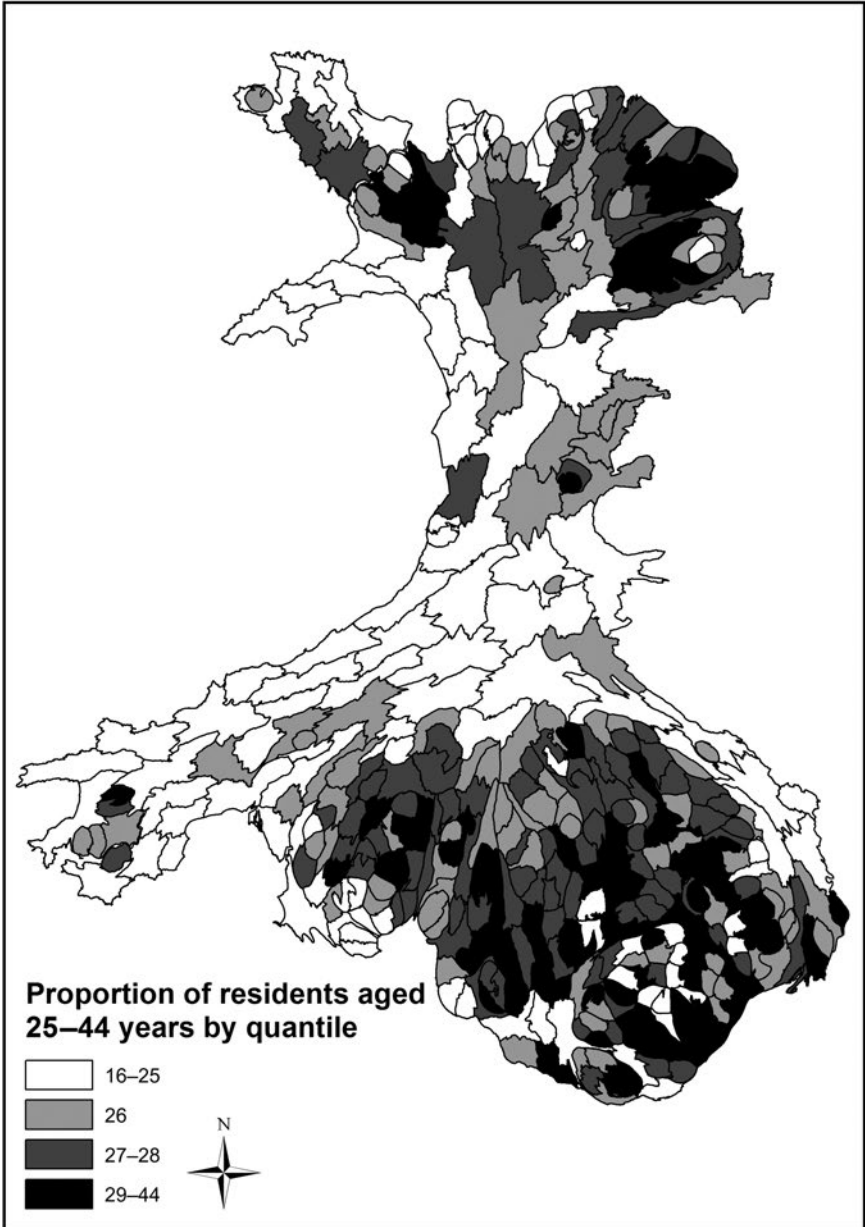 Proportion of residents aged
25–44 years by quantile
16–25
26
27–28
29–44
N